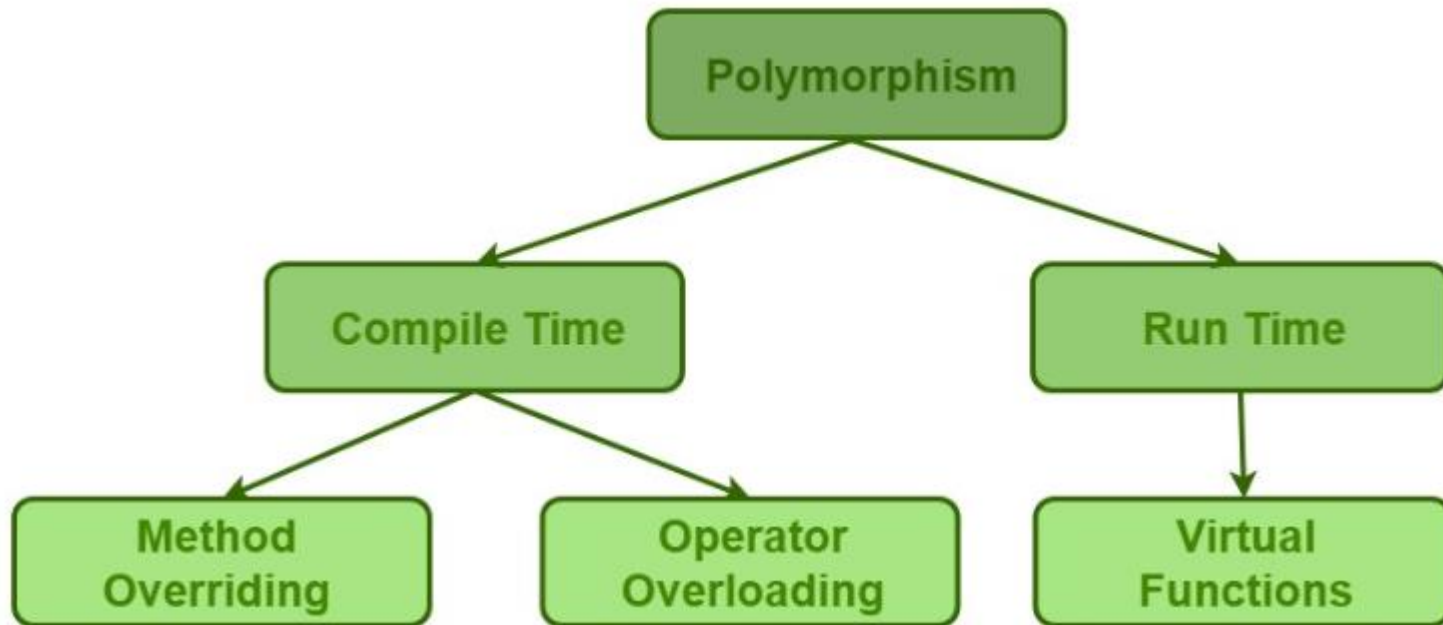 Polymorphism
Compile Time
Run Time
Method
Overriding
Operator
Overloading
Virtual
Functions